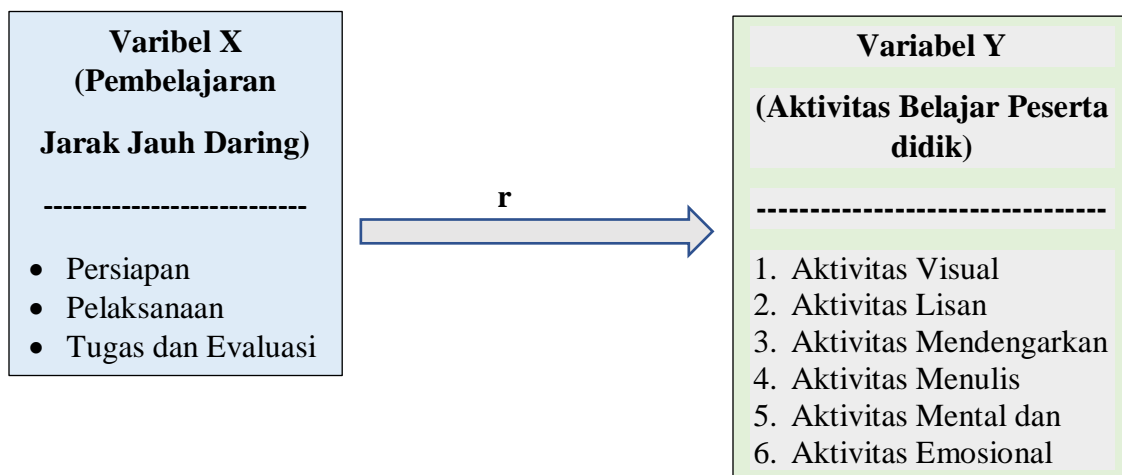 Varibel X
(Pembelajaran
Jarak Jauh Daring)
---------------------------
• Persiapan
• Pelaksanaan
• Tugas dan Evaluasi
r
Variabel Y
(Aktivitas Belajar Peserta
didik)
------------------------------------
1. Aktivitas Visual
2. Aktivitas Lisan
3. Aktivitas Mendengarkan
4. Aktivitas Menulis
5. Aktivitas Mental dan
6. Aktivitas Emosional